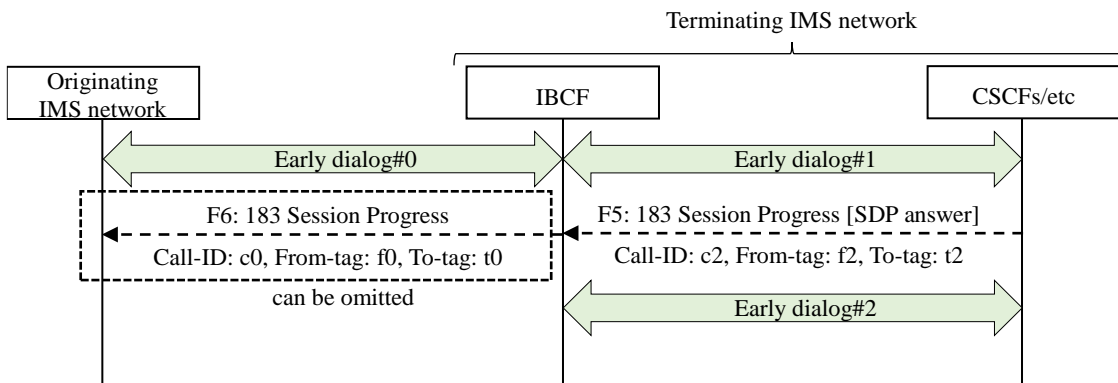 Terminating IMS network
Originating
IMS network
IBCF
CSCFs/etc
Early dialog#0
Early dialog#1
F6: 183 Session Progress
F5: 183 Session Progress [SDP answer]
Call-ID: c0, From-tag: f0, To-tag: t0
Call-ID: c2, From-tag: f2, To-tag: t2
can be omitted
Early dialog#2